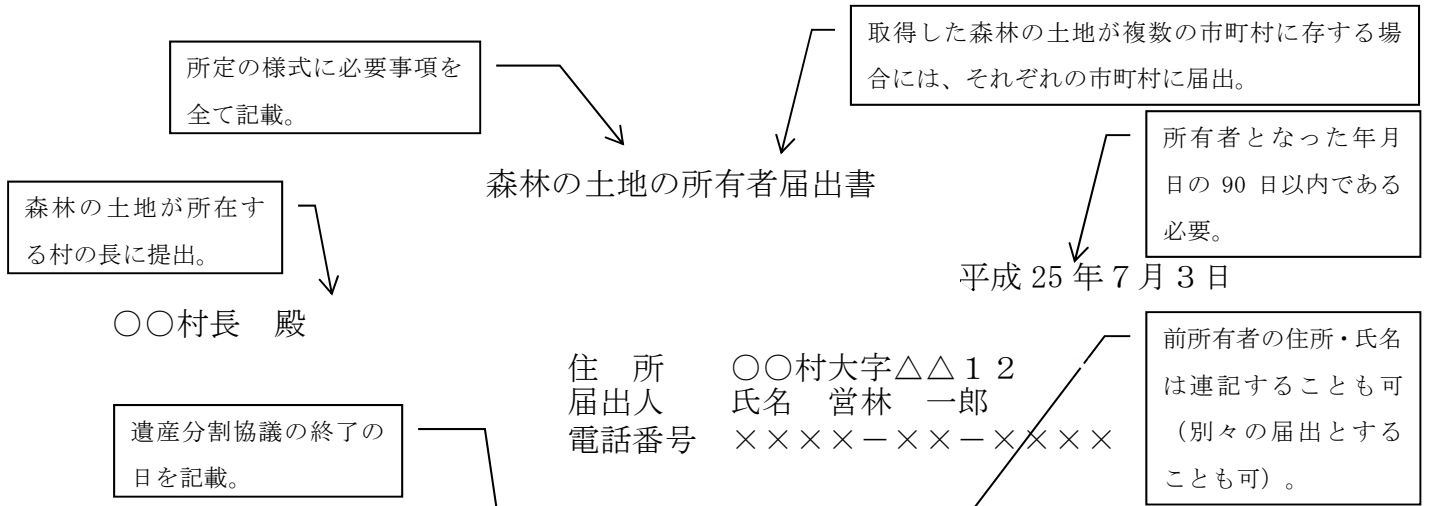 取得した森林の土地が複数の市町村に存する場
合には、それぞれの市町村に届出。
所定の様式に必要事項を
全て記載。
所有者となった年月
日の 90 日以内である
必要。
森林の土地の所有者届出書
森林の土地が所在す
る村の長に提出。
平成 25 年７月３日
○○村長　殿
前所有者の住所・氏名
は連記することも可
（別々の届出とする
ことも可）。
住　所　　○○村大字△△１２
届出人　　氏名　営林　一郎
電話番号　××××－××－××××
遺産分割協議の終了の
日を記載。